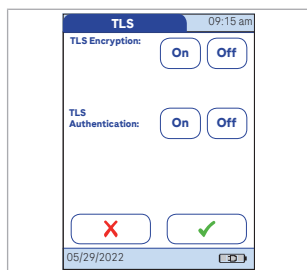 TLS 09:15 am
TLS Encryption:
On Off
TLS
Authentication:
On Off
05/29/2022